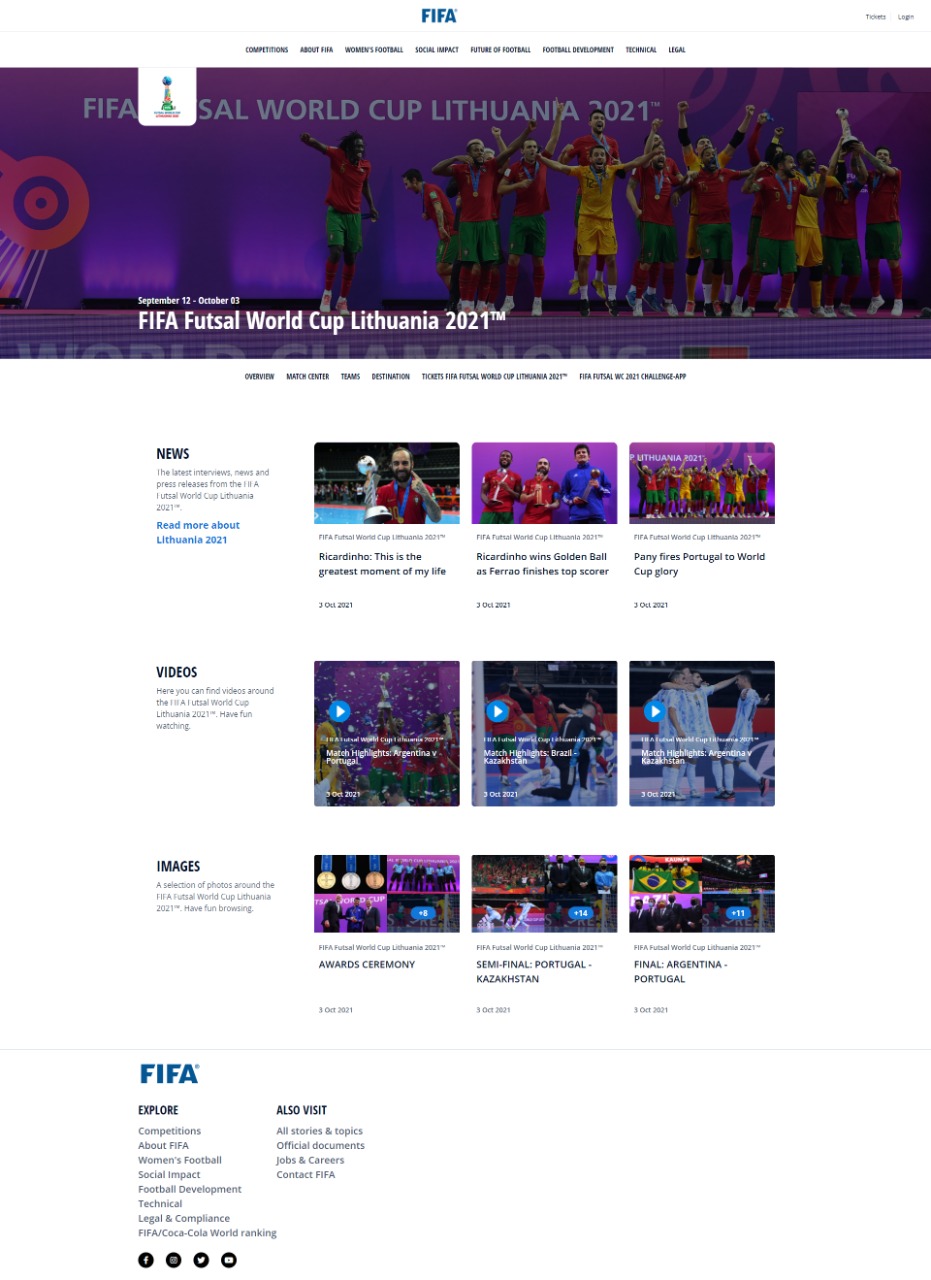 FIFA
Tickets
Login
COMPETITIONS ABOUT FIFA WOMEN'S FOOTBALL SOCIAL IMPACT FUTURE OF FOOTBALL FOOTBALL DEVELOPMENT TECHNICAL LEGAL
FIFA SAL WORLD CUP LITHUANIA 2021™
September 12 - October 03
FIFA Futsal World Cup Lithuania 2021™
WORLD CHAMPIONS
OVERVIEW MATCH CENTER TEAMS DESTINATION TICKETS FIFA FUTSAL WORLD CUP LITHUANIA 2021™ FIFA FUTSAL WC 2021 CHALLENGE-APP
NEWS
The latest interviews, news and
press releases from the FIFA
Futsal World Cup Lithuania
2021™.
Read more about
Lithuania 2021
FIFA Futsal World Cup Lithuania 2021™
Ricardinho: This is the
greatest moment of my life
3 Oct 2021
FIFA Futsal World Cup Lithuania 2021™
Ricardinho wins Golden Ball
as Ferrao finishes top scorer
3 Oct 2021
P LITHUANIA 2021™
FIFA Futsal World Cup Lithuania 2021™
Pany fires Portugal to World
Cup glory
3 Oct 2021
VIDEOS
Here you can find videos around
the FIFA Futsal World Cup
Lithuania 2021™. Have fun
watching.
FIFA Futsal World Cup Lithuania 2021™
Match Highlights: Argentina v
Portugal
3 Oct 2021
FIFA Futsal World Cup Lithuania 2021™
Match Highlights: Brazil -
Kazakhstan
3 Oct 2021
FIFA Futsal World Cup Lithuania 2021™
Match Highlights: Argentina v
Kazakhstan
3 Oct 2021
IMAGES
A selection of photos around the
FIFA Futsal World Cup Lithuania
2021™. Have fun browsing.
+8
FIFA Futsal World Cup Lithuania 2021™
AWARDS CEREMONY
3 Oct 2021
+14
FIFA Futsal World Cup Lithuania 2021™
SEMI-FINAL: PORTUGAL -
KAZAKHSTAN
3 Oct 2021
KAUNAS
+11
FIFA Futsal World Cup Lithuania 2021™
FINAL: ARGENTINA -
PORTUGAL
3 Oct 2021
FIFA
EXPLORE
Competitions
About FIFA
Women's Football
Social Impact
Football Development
Technical
Legal & Compliance
FIFA/Coca-Cola World ranking
ALSO VISIT
All stories & topics
Official documents
Jobs & Careers
Contact FIFA